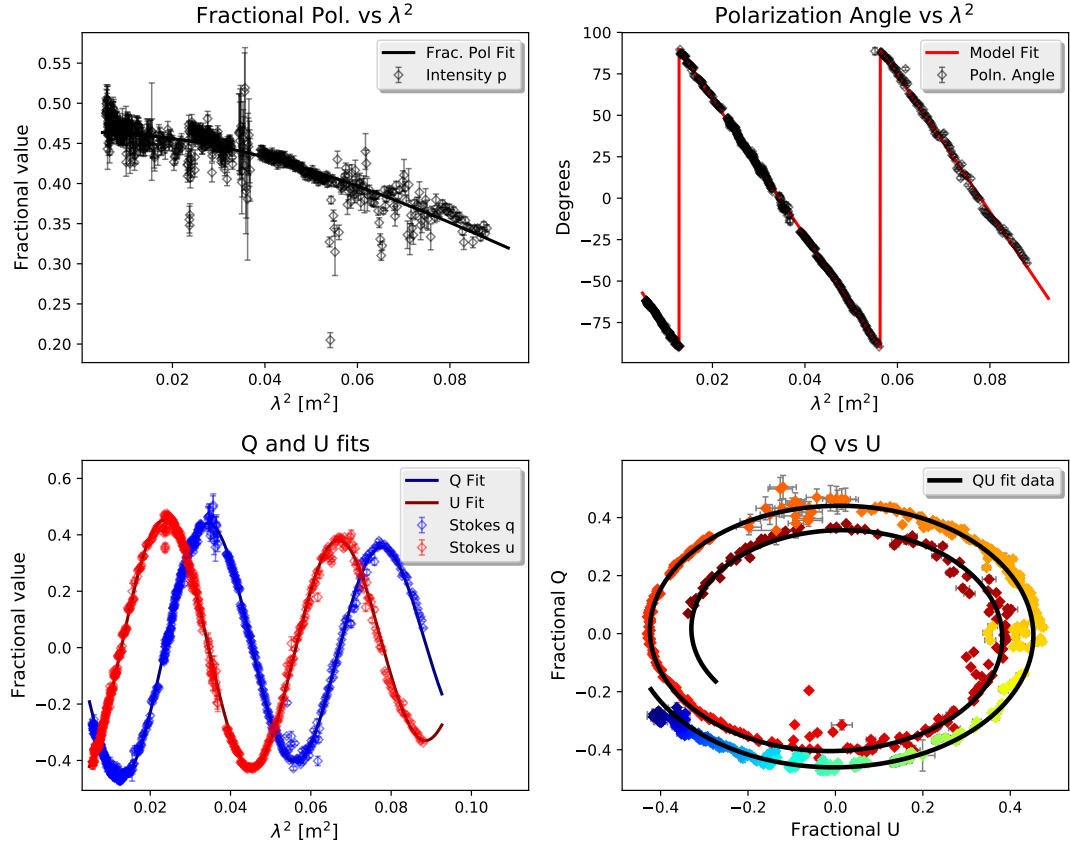 Fractional Pol. vs λ²
Frac. Pol Fit
Intensity p
Fractional value
0.55
0.50
0.45
0.40
0.35
0.30
0.25
0.20
0.02 0.04 0.06 0.08
λ² [m²]
Polarization Angle vs λ²
Model Fit
Poln. Angle
Degrees
100
75
50
25
0
−25
−50
−75
0.02 0.04 0.06 0.08
λ² [m²]
Q and U fits
Q Fit
U Fit
Stokes q
Stokes u
Fractional value
0.6
0.4
0.2
0.0
−0.2
−0.4
0.02 0.04 0.06 0.08 0.10
λ² [m²]
Q vs U
QU fit data
Fractional Q
0.4
0.2
0.0
−0.2
−0.4
−0.4 −0.2 0.0 0.2 0.4
Fractional U